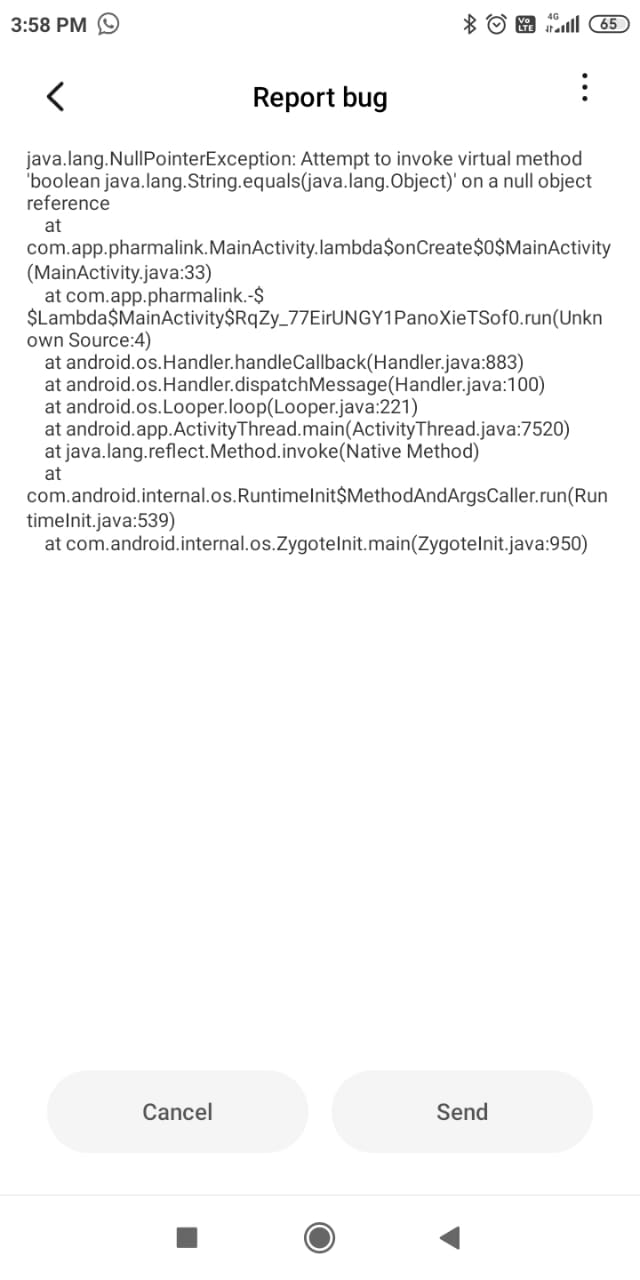 3:58 PM
Vo LTE 4G 65
Report bug
java.lang.NullPointerException: Attempt to invoke virtual method
'boolean java.lang.String.equals(java.lang.Object)' on a null object
reference
at
com.app.pharmalink.MainActivity.lambda$onCreate$0$MainActivity
(MainActivity.java:33)
at com.app.pharmalink.-$
$Lambda$MainActivity$RqZy_77EirUNGY1PanoXieTSof0.run(Unkn
own Source:4)
at android.os.Handler.handleCallback(Handler.java:883)
at android.os.Handler.dispatchMessage(Handler.java:100)
at android.os.Looper.loop(Looper.java:221)
at android.app.ActivityThread.main(ActivityThread.java:7520)
at java.lang.reflect.Method.invoke(Native Method)
at
com.android.internal.os.RuntimeInit$MethodAndArgsCaller.run(Run
timeInit.java:539)
at com.android.internal.os.ZygoteInit.main(ZygoteInit.java:950)
Cancel
Send